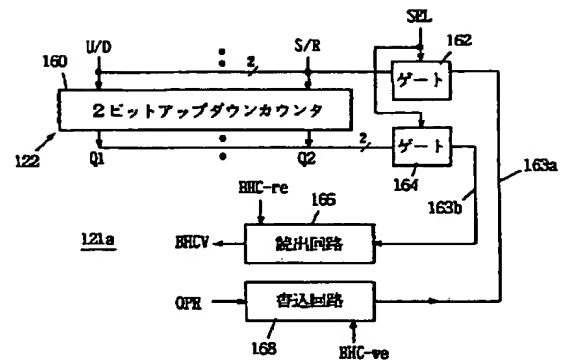 SEL
U/D
S/R
162
160
2
ゲート
2ビットアップダウンカウンタ
122
Q1
Q2
2
ゲート
164
163a
163b
BHC-re
166
121a
BHCV
読出回路
OPR
書込回路
168
BHC-we